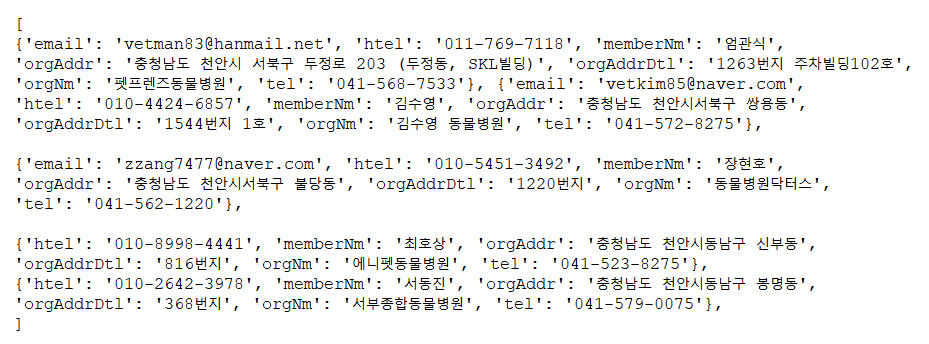 [
{'email': 'vetman83@hanmail.net', 'htel': '011-769-7118', 'memberNm': '엄관식',
'orgAddr': '충청남도 천안시 서북구 두정로 203 (두정동, SKL빌딩)', 'orgAddrDtl': '1263번지 주차빌딩102호',
'orgNm': '펫프렌즈동물병원', 'tel': '041-568-7533'}, {'email': 'vetkim85@naver.com',
'htel': '010-4424-6857', 'memberNm': '김수영', 'orgAddr': '충청남도 천안시서북구 쌍용동',
'orgAddrDtl': '1544번지 1호', 'orgNm': '김수영 동물병원', 'tel': '041-572-8275'},
{'email': 'zzang7477@naver.com', 'htel': '010-5451-3492', 'memberNm': '장현호',
'orgAddr': '충청남도 천안시서북구 불당동', 'orgAddrDtl': '1220번지', 'orgNm': '동물병원닥터스',
'tel': '041-562-1220'},
{'htel': '010-8998-4441', 'memberNm': '최호상', 'orgAddr': '충청남도 천안시동남구 신부동',
'orgAddrDtl': '816번지', 'orgNm': '에니펫동물병원', 'tel': '041-523-8275'},
{'htel': '010-2642-3978', 'memberNm': '서동진', 'orgAddr': '충청남도 천안시동남구 봉명동',
'orgAddrDtl': '368번지', 'orgNm': '서부종합동물병원', 'tel': '041-579-0075'},
]